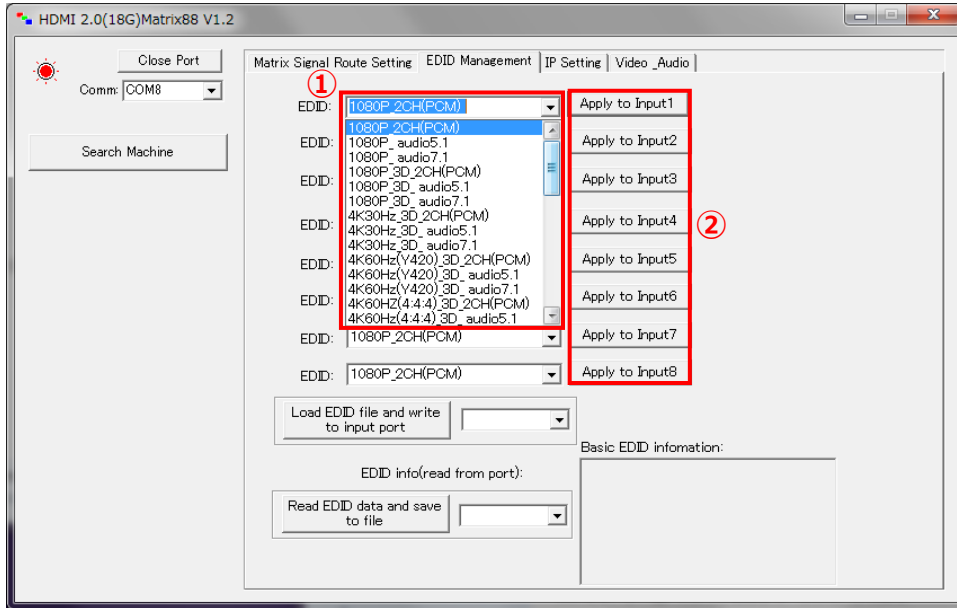 HDMI 2.0(18G)Matrix88 V1.2
Close Port
Comm: COM8
Search Machine
Matrix Signal Route Setting EDID Management IP Setting Video _Audio
①
EDID: 1080P_2CH(PCM) Apply to Input1
1080P_2CH(PCM)
1080P_ audio5.1
1080P_ audio7.1
1080P_3D_2CH(PCM)
1080P_3D_ audio5.1
1080P_3D_ audio7.1
4K30Hz_3D_2CH(PCM)
4K30Hz_3D_ audio5.1
4K30Hz_3D_ audio7.1
4K60Hz(Y420)_3D_2CH(PCM)
4K60Hz(Y420)_3D_ audio5.1
4K60Hz(Y420)_3D_ audio7.1
4K60HZ(4:4:4)_3D_2CH(PCM)
4K60Hz(4:4:4)_3D_ audio5.1
EDID: Apply to Input2
EDID: Apply to Input3
EDID: Apply to Input4
②
EDID: Apply to Input5
EDID: Apply to Input6
EDID: 1080P_2CH(PCM) Apply to Input7
EDID: 1080P_2CH(PCM) Apply to Input8
Load EDID file and write
to input port
Basic EDID infomation:
EDID info(read from port):
Read EDID data and save
to file